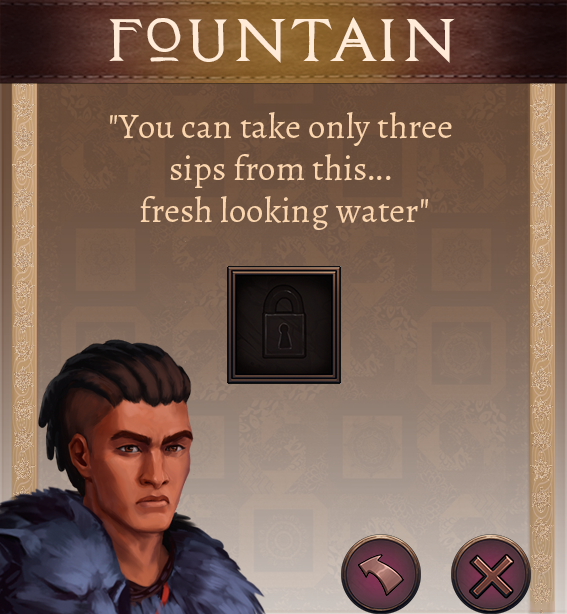 FOUNTAIN
"You can take only three
sips from this...
fresh looking water"